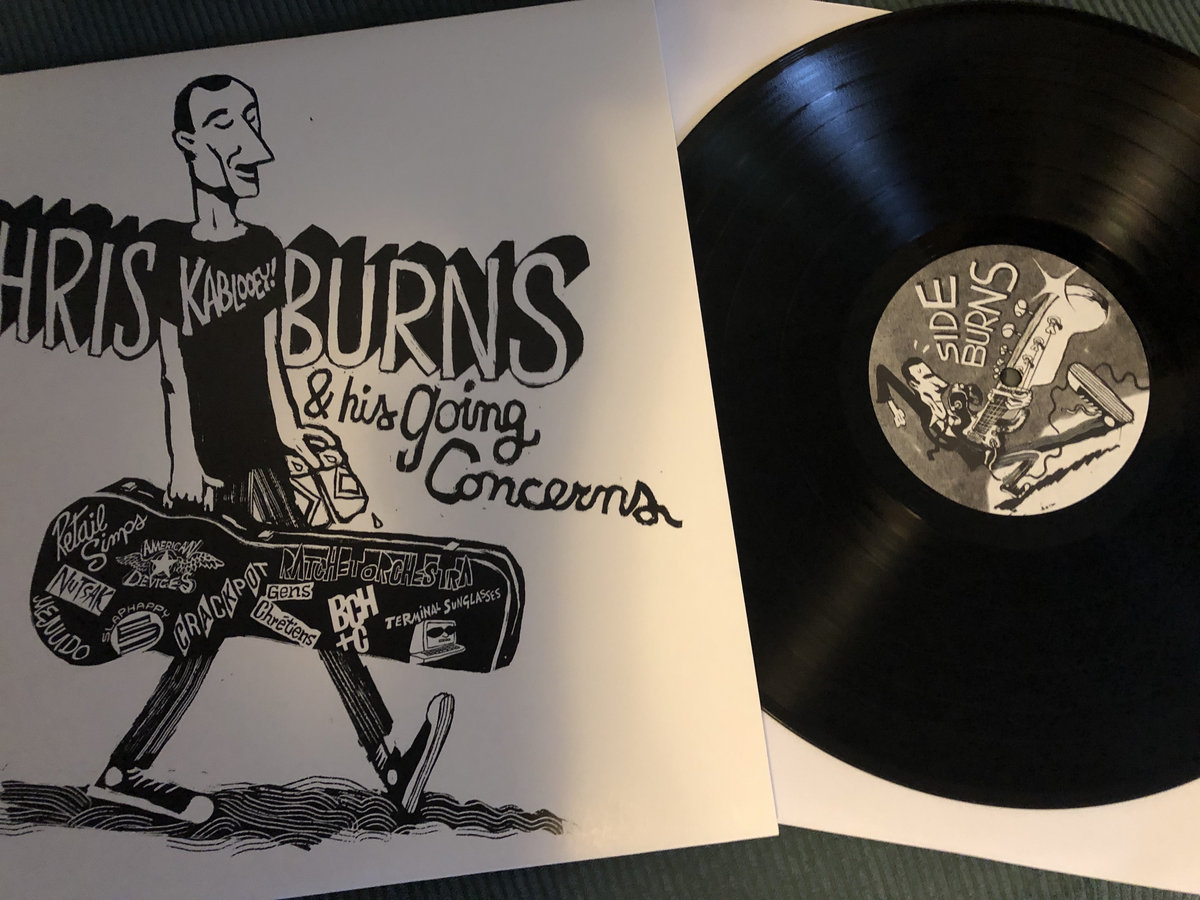 HRIS KABLOOEY! BURNS
& his Going
Concerns
Retail
Simps
AMERICAN
DEVICES
NUTSAK
MENUDO
SLAPHAPPY
CRACKPOT
RATCHET ORCHESTRA
GENS
Chrétiens
BCH
+C
TERMINAL SUNGLASSES
SIDE
BURNS